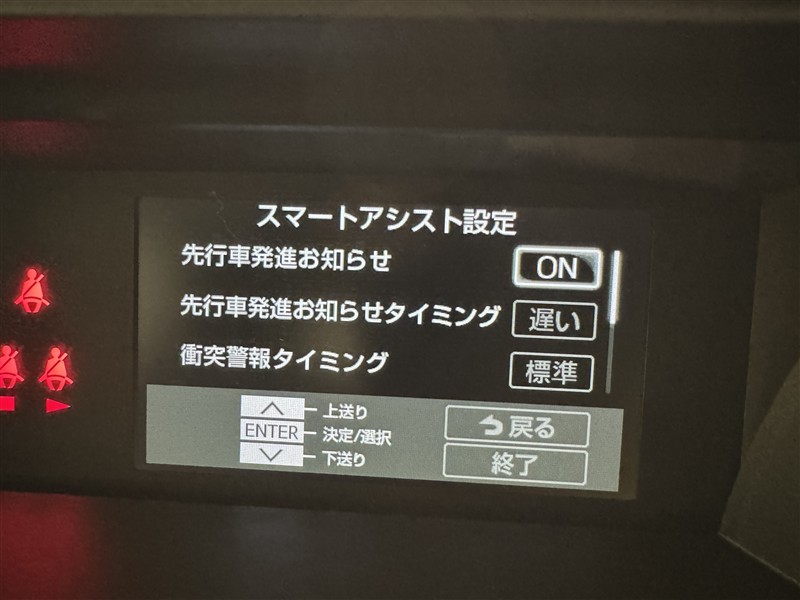 スマートアシスト設定
先行車発進お知らせ ON
先行車発進お知らせタイミング 遅い
衝突警報タイミング 標準
上送り
ENTER 決定/選択
下送り
戻る
終了